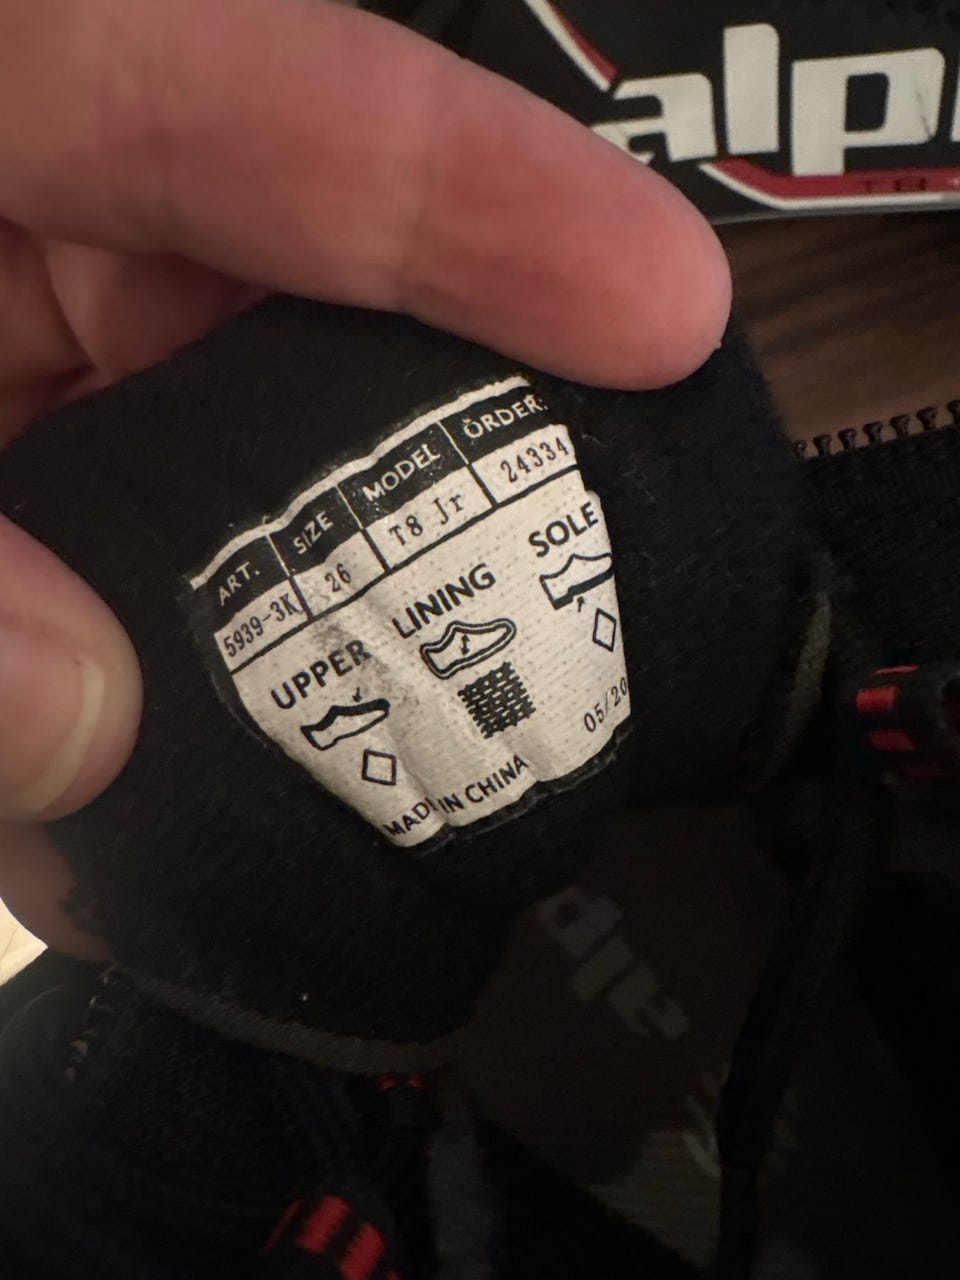 alp
ART. SIZE MODEL ORDER:
5939-3K 26 T8 Jr 24334
UPPER LINING SOLE
05/20
MADE IN CHINA
alp